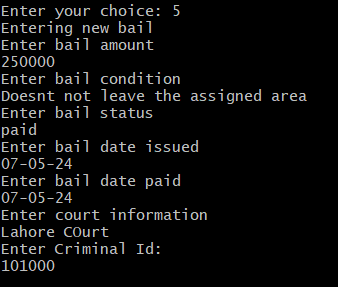 Enter your choice: 5
Entering new bail
Enter bail amount
250000
Enter bail condition
Doesnt not leave the assigned area
Enter bail status
paid
Enter bail date issued
07-05-24
Enter bail date paid
07-05-24
Enter court information
Lahore COurt
Enter Criminal Id:
101000